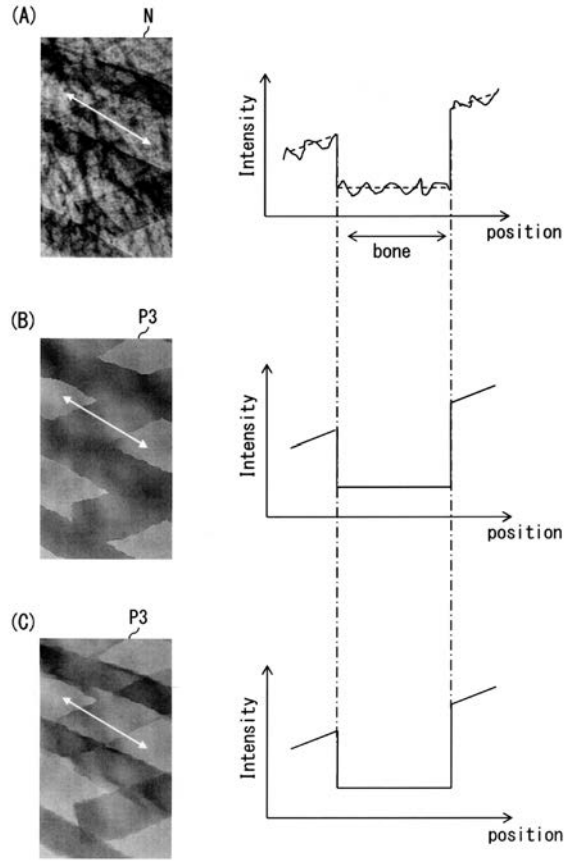 (A)
N
Intensity
position
bone
(B)
P3
Intensity
position
(C)
P3
Intensity
position